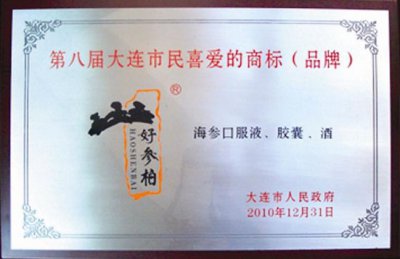 第八届大连市民喜爱的商标（品牌）
®
好参柏
HAOSHENBAI
海参口服液、胶囊、酒
大连市人民政府
2010年12月31日